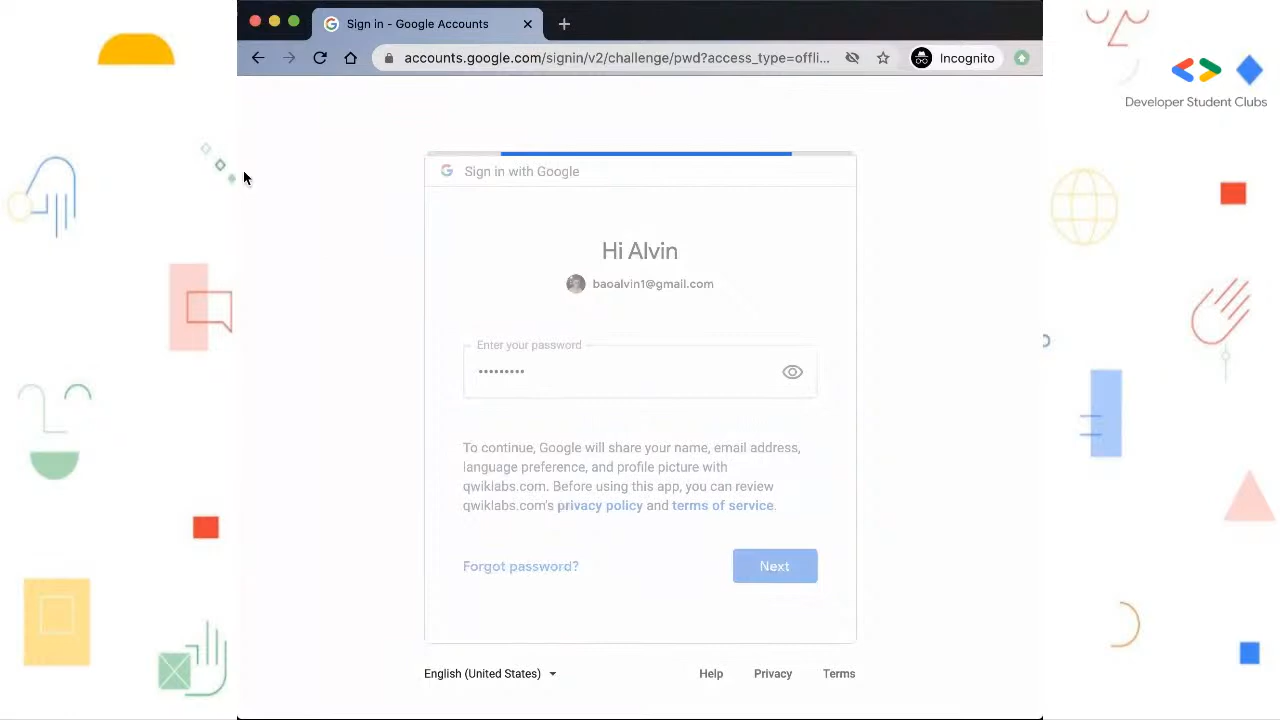 Sign in - Google Accounts
accounts.google.com/signin/v2/challenge/pwd?access_type=offli...
Incognito
Developer Student Clubs
Sign in with Google
Hi Alvin
baoalvin1@gmail.com
Enter your password
•••••••••
To continue, Google will share your name, email address,
language preference, and profile picture with
qwiklabs.com. Before using this app, you can review
qwiklabs.com's privacy policy and terms of service.
Forgot password?
Next
English (United States)
Help
Privacy
Terms